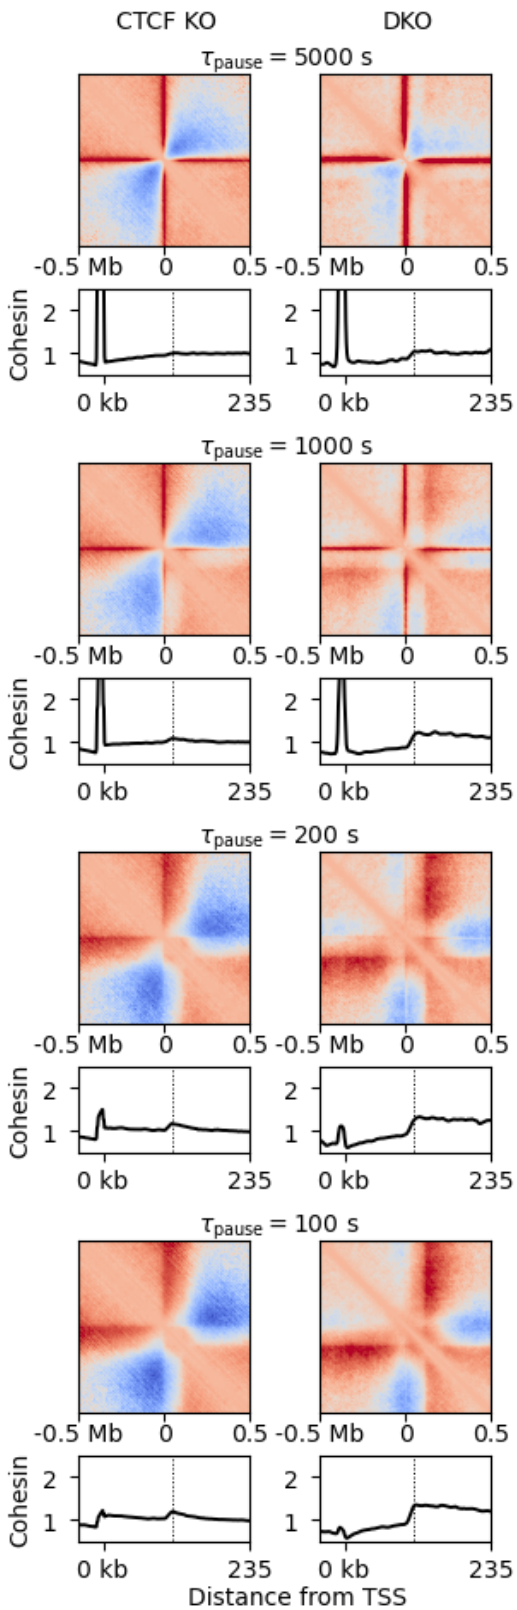 CTCF KO DKO
τpause = 5000 s
-0.5 Mb 0 0.5 -0.5 Mb 0 0.5
Cohesin 2 1 2 1
0 kb 235 0 kb 235
τpause = 1000 s
-0.5 Mb 0 0.5 -0.5 Mb 0 0.5
Cohesin 2 1 2 1
0 kb 235 0 kb 235
τpause = 200 s
-0.5 Mb 0 0.5 -0.5 Mb 0 0.5
Cohesin 2 1 2 1
0 kb 235 0 kb 235
τpause = 100 s
-0.5 Mb 0 0.5 -0.5 Mb 0 0.5
Cohesin 2 1 2 1
0 kb 235 0 kb 235
Distance from TSS